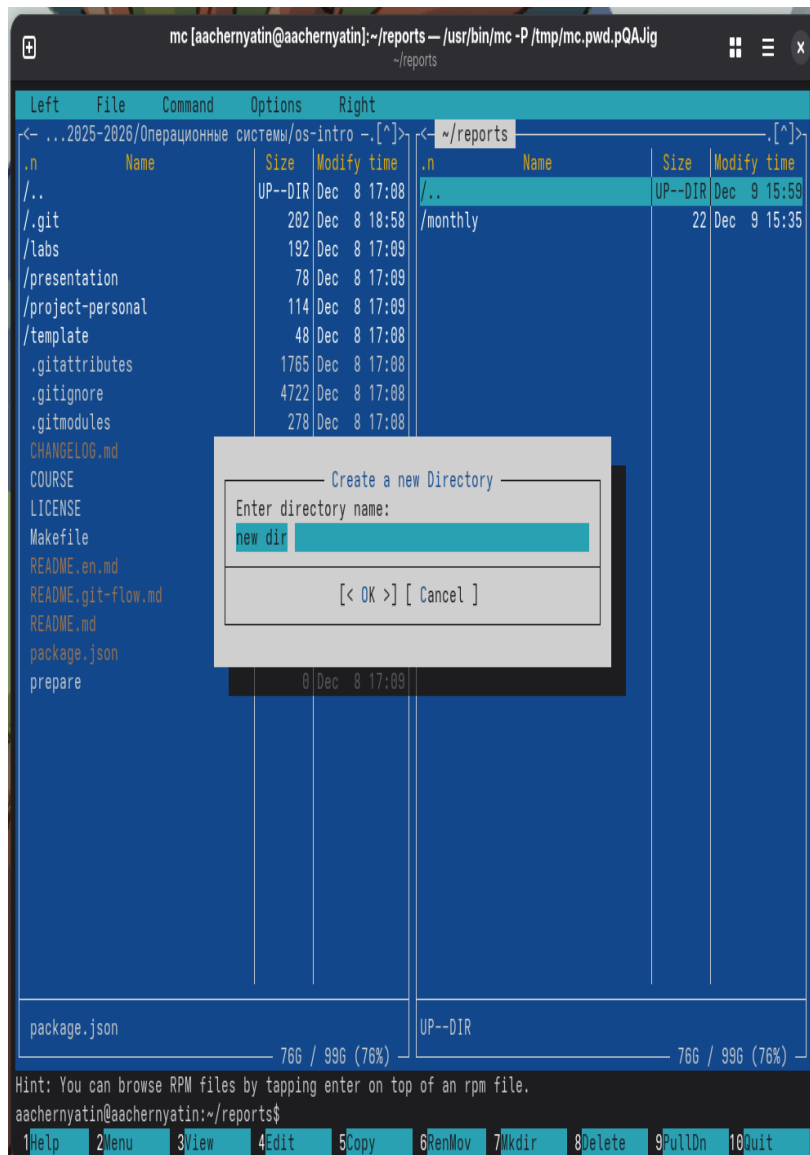 mc [aachernyatin@aachernyatin]:~/reports — /usr/bin/mc -P /tmp/mc.pwd.pQAJig
~/reports
Left File Command Options Right
<— ...2025-2026/Операционные системы/os-intro —.[^]>
.n Name Size Modify time
/.. UP--DIR Dec 8 17:08
/.git 202 Dec 8 18:58
/labs 192 Dec 8 17:09
/presentation 78 Dec 8 17:09
/project-personal 114 Dec 8 17:09
/template 48 Dec 8 17:08
.gitattributes 1765 Dec 8 17:08
.gitignore 4722 Dec 8 17:08
.gitmodules 278 Dec 8 17:08
CHANGELOG.md
COURSE
LICENSE
Makefile
README.en.md
README.git-flow.md
README.md
package.json
prepare 0 Dec 8 17:09
package.json
76G / 99G (76%)
<— ~/reports .[^]>
.n Name Size Modify time
/.. UP--DIR Dec 9 15:59
/monthly 22 Dec 9 15:35
UP--DIR
76G / 99G (76%)
Create a new Directory
Enter directory name:
new dir
[< OK >] [ Cancel ]
Hint: You can browse RPM files by tapping enter on top of an rpm file.
aachernyatin@aachernyatin:~/reports$
1Help 2Menu 3View 4Edit 5Copy 6RenMov 7Mkdir 8Delete 9PullDn 10Quit